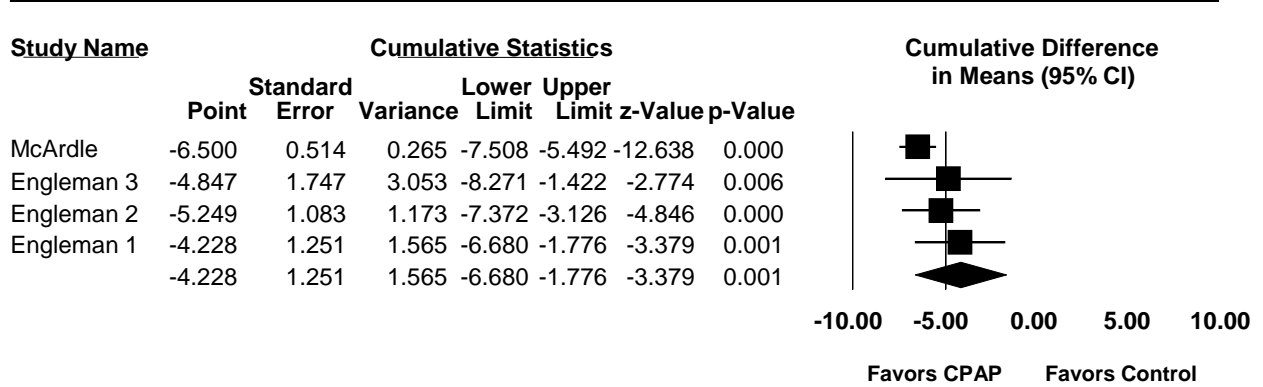 Study Name Cumulative Statistics Cumulative Difference
in Means (95% CI)
Standard Lower Upper
Point Error Variance Limit Limit z-Value p-Value
McArdle -6.500 0.514 0.265 -7.508 -5.492 -12.638 0.000
Engleman 3 -4.847 1.747 3.053 -8.271 -1.422 -2.774 0.006
Engleman 2 -5.249 1.083 1.173 -7.372 -3.126 -4.846 0.000
Engleman 1 -4.228 1.251 1.565 -6.680 -1.776 -3.379 0.001
-4.228 1.251 1.565 -6.680 -1.776 -3.379 0.001
-10.00 -5.00 0.00 5.00 10.00
Favors CPAP Favors Control